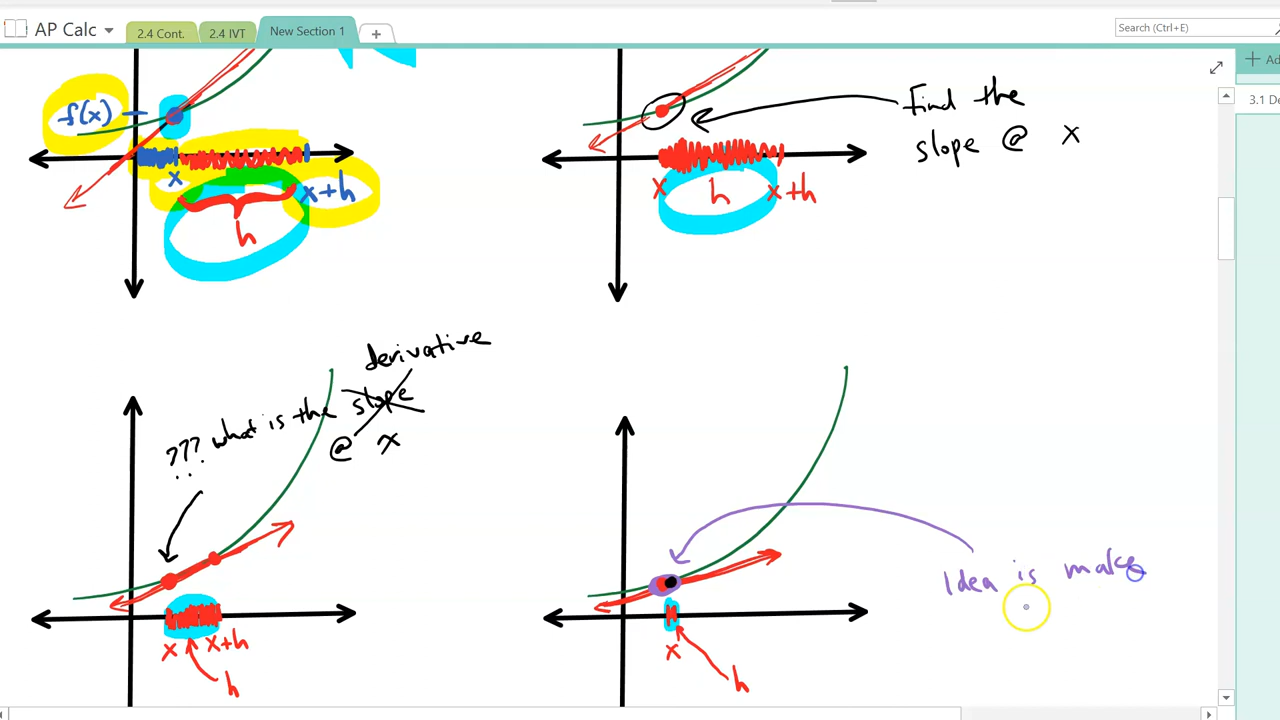 AP Calc
2.4 Cont.
2.4 IVT
New Section 1
+
Search (Ctrl+E)
+ Ad
3.1 D
f(x)
x
x+h
h
x
h
x+h
find the
slope @ x
derivative
??? what is the slope
@ x
x
x+h
h
x
h
Idea is make